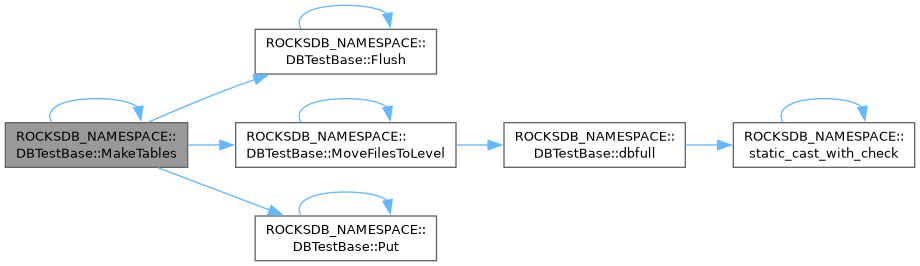 ROCKSDB_NAMESPACE::
DBTestBase::MakeTables
ROCKSDB_NAMESPACE::
DBTestBase::Flush
ROCKSDB_NAMESPACE::
DBTestBase::MoveFilesToLevel
ROCKSDB_NAMESPACE::
DBTestBase::Put
ROCKSDB_NAMESPACE::
DBTestBase::dbfull
ROCKSDB_NAMESPACE::
static_cast_with_check